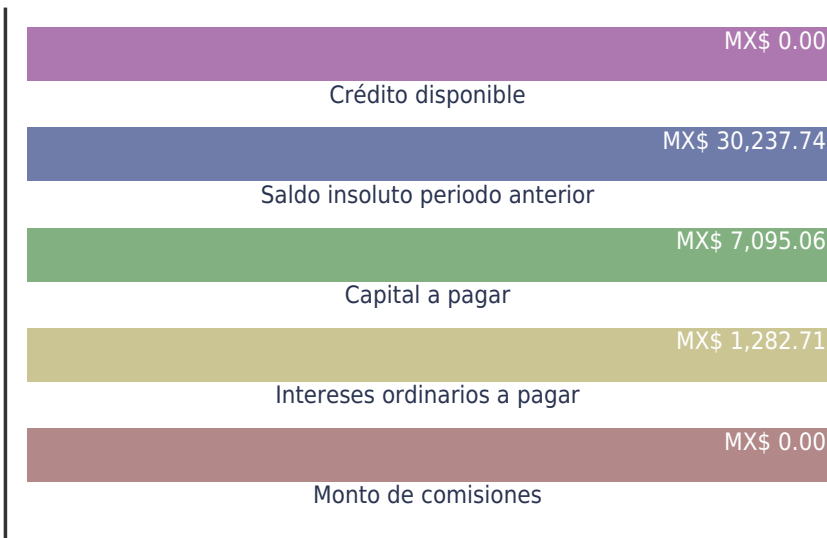 MX$ 0.00
Crédito disponible
MX$ 30,237.74
Saldo insoluto periodo anterior
MX$ 7,095.06
Capital a pagar
MX$ 1,282.71
Intereses ordinarios a pagar
MX$ 0.00
Monto de comisiones